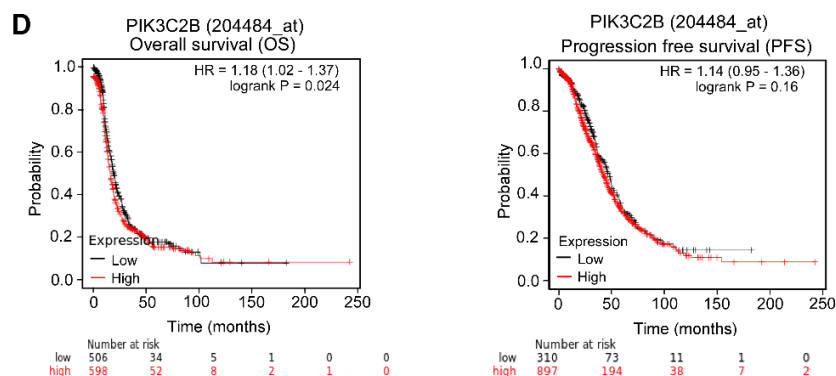 D
PIK3C2B (204484_at)
Overall survival (OS)
HR = 1.18 (1.02 - 1.37)
logrank P = 0.024
Probability
1.0
0.8
0.6
0.4
0.2
0.0
Expression
Low
High
0 50 100 150 200 250
Time (months)
Number at risk
low 506 34 5 1 0 0
high 598 52 8 2 1 0
PIK3C2B (204484_at)
Progression free survival (PFS)
HR = 1.14 (0.95 - 1.36)
logrank P = 0.16
Probability
1.0
0.8
0.6
0.4
0.2
0.0
Expression
Low
High
0 50 100 150 200 250
Time (months)
Number at risk
low 310 73 11 1 0
high 897 194 38 7 2